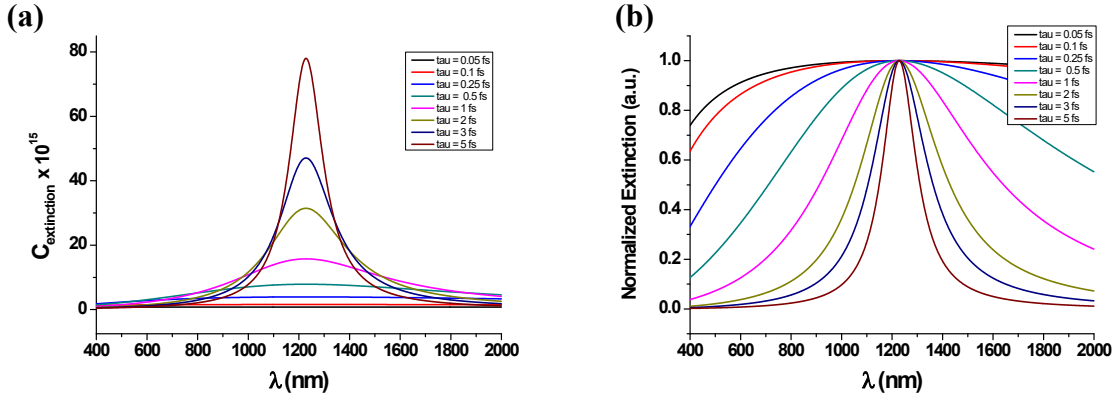 (a)
C extinction x 10^15
80
60
40
20
0
tau = 0.05 fs
tau = 0.1 fs
tau = 0.25 fs
tau = 0.5 fs
tau = 1 fs
tau = 2 fs
tau = 3 fs
tau = 5 fs
400 600 800 1000 1200 1400 1600 1800 2000
λ (nm)
(b)
Normalized Extinction (a.u.)
1.0
0.8
0.6
0.4
0.2
0.0
tau = 0.05 fs
tau = 0.1 fs
tau = 0.25 fs
tau = 0.5 fs
tau = 1 fs
tau = 2 fs
tau = 3 fs
tau = 5 fs
400 600 800 1000 1200 1400 1600 1800 2000
λ (nm)